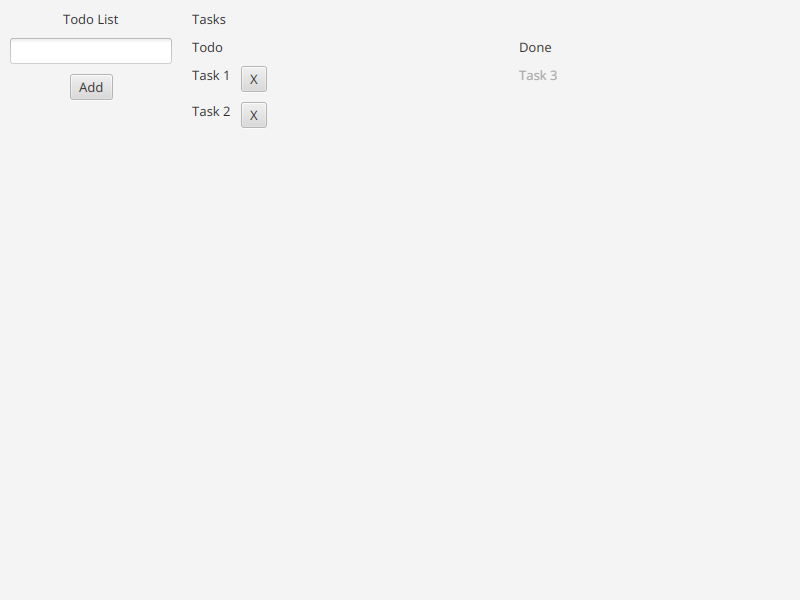 Todo List
Add
Tasks
Todo
Task 1 X
Task 2 X
Done
Task 3